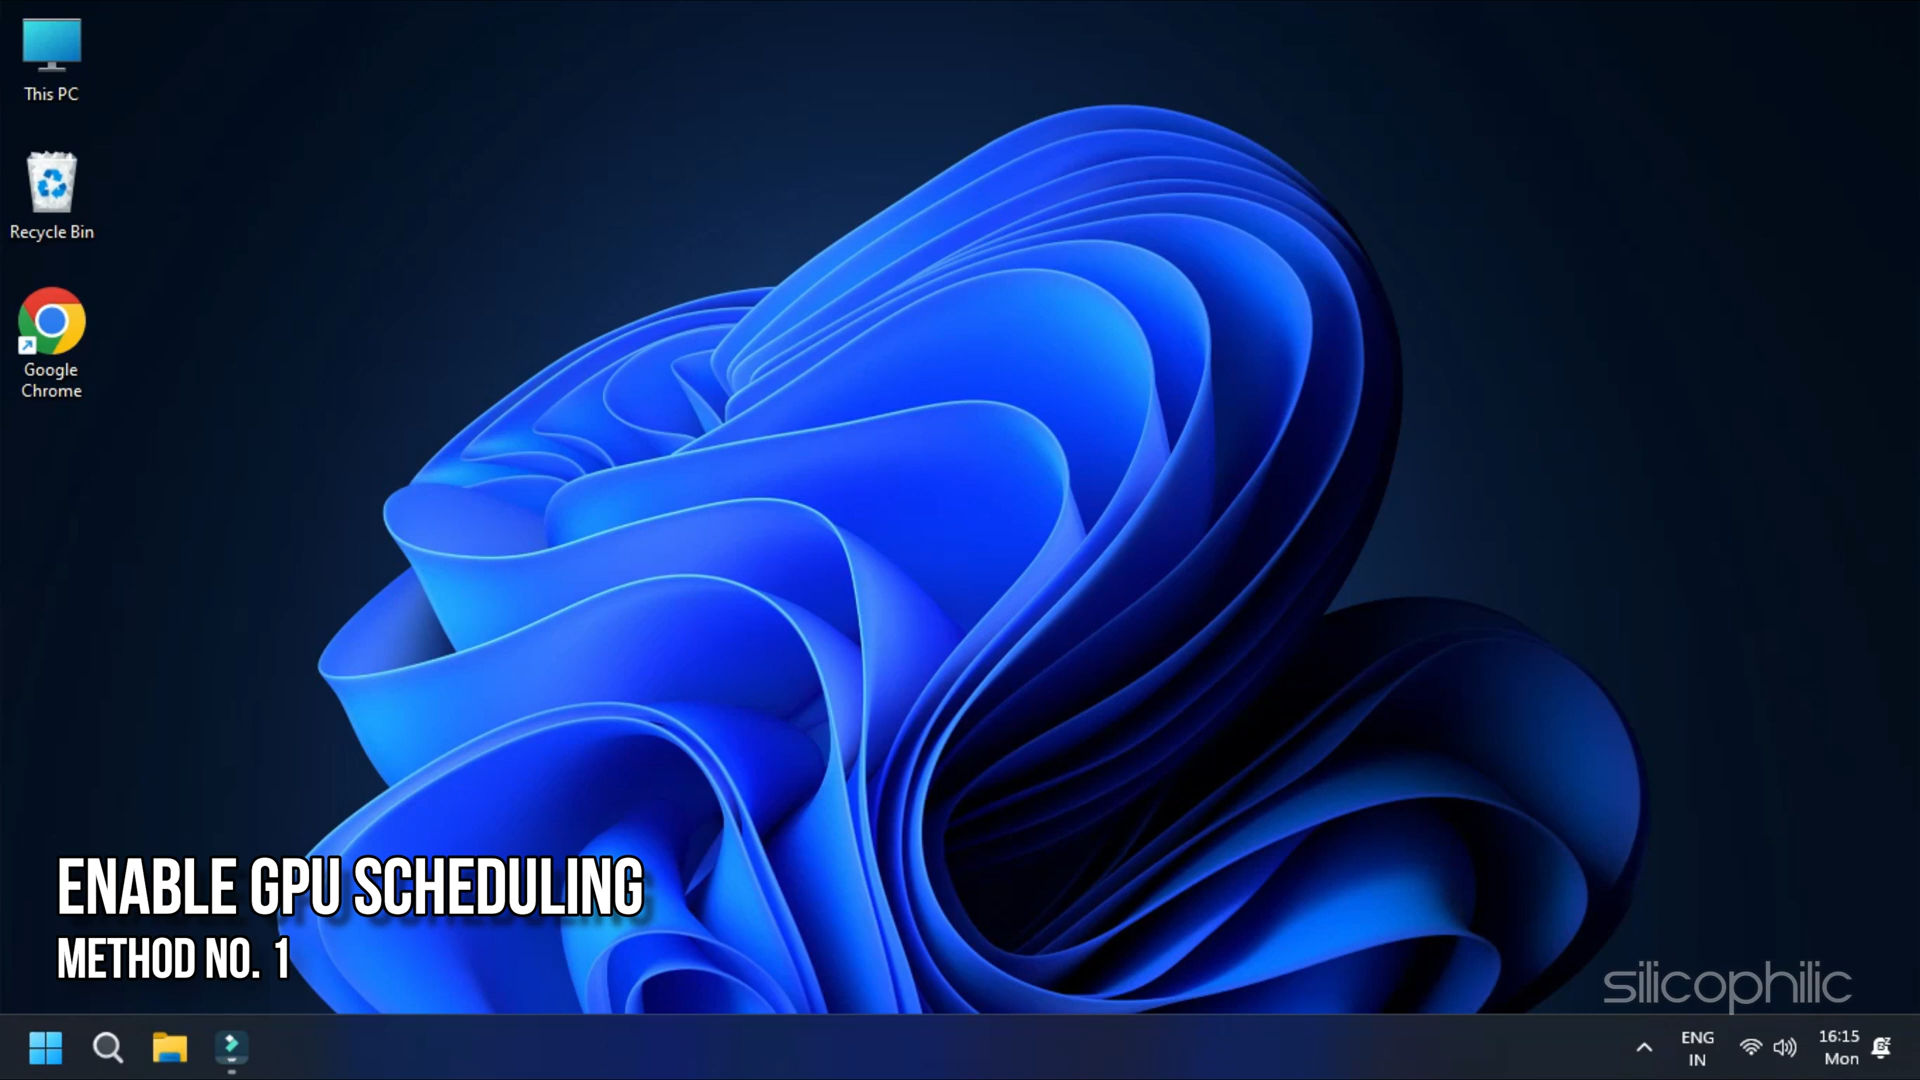 This PC
Recycle Bin
Google
Chrome
ENABLE GPU SCHEDULING
METHOD NO. 1
silicophilic
ENG
IN
16:15
Mon